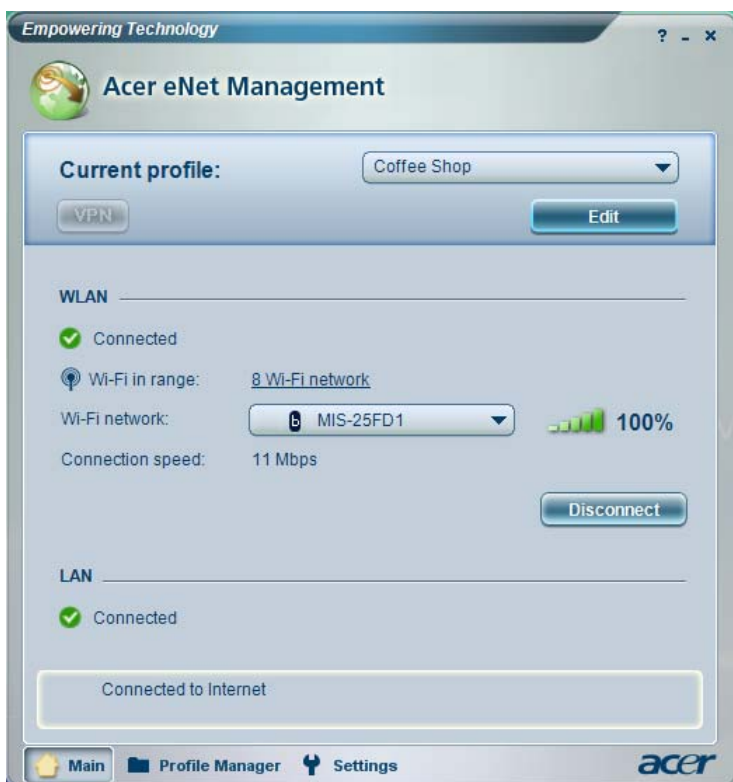 Empowering Technology
? - x
Acer eNet Management
Current profile: Coffee Shop
VPN Edit
WLAN
Connected
Wi-Fi in range: 8 Wi-Fi network
Wi-Fi network: b MIS-25FD1 100%
Connection speed: 11 Mbps
Disconnect
LAN
Connected
Connected to Internet
Main Profile Manager Settings acer